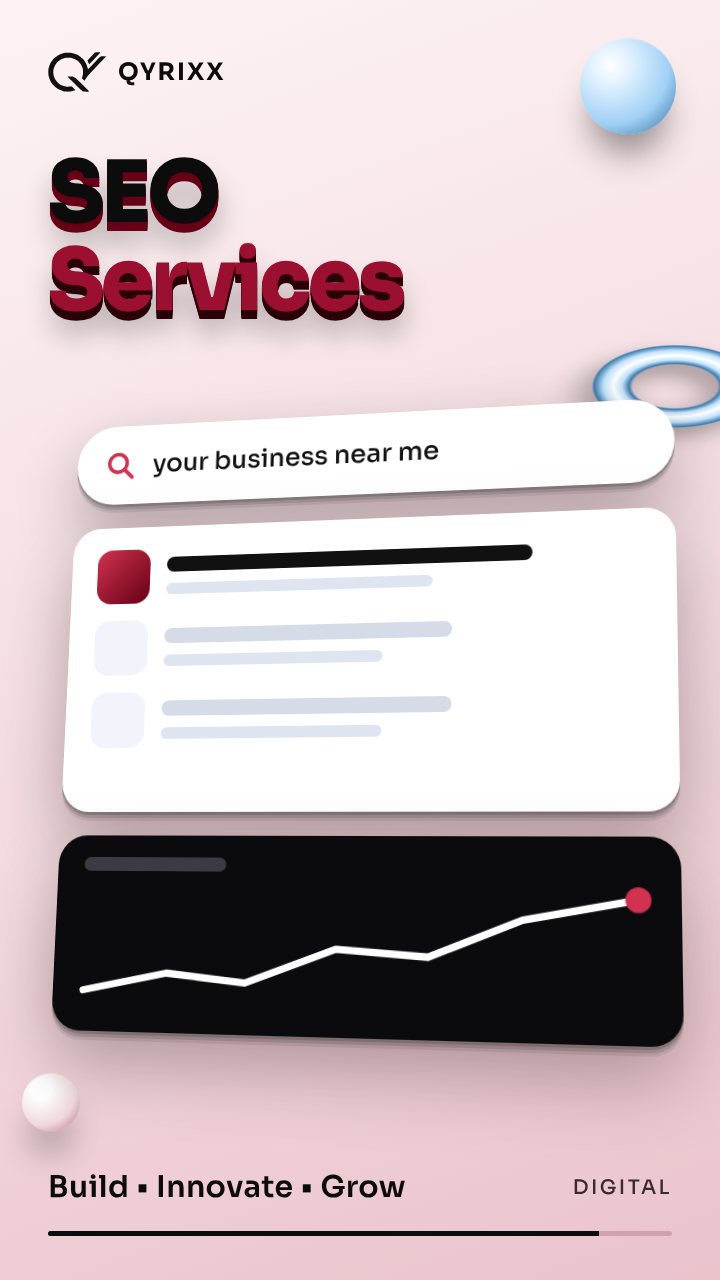 QYRIXX
SEO
Services
your business near me
Build ▪ Innovate ▪ Grow
DIGITAL